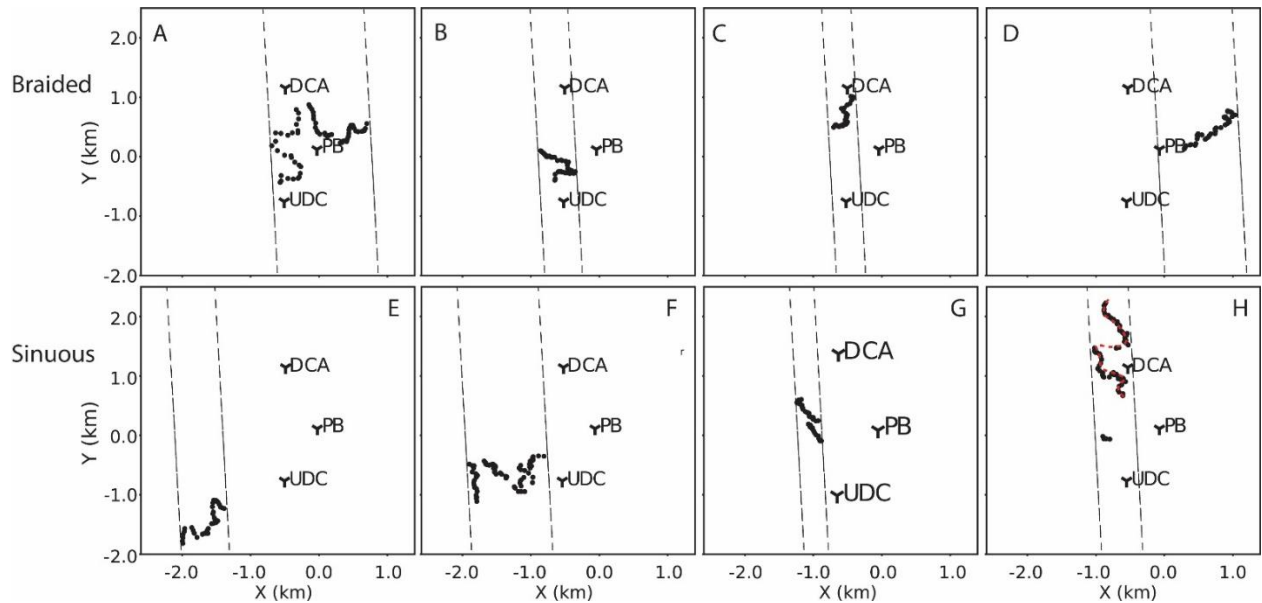 A B C D
2.0
DCA DCA DCA DCA
Braided
1.0
Y (km)
0.0
PB PB PB PB
UDC UDC UDC UDC
-1.0
-2.0
E F G H
2.0
Sinuous
DCA DCA DCA DCA
1.0
r
Y (km)
0.0
PB PB PB PB
UDC UDC UDC UDC
-1.0
-2.0
-2.0 -1.0 0.0 1.0 -2.0 -1.0 0.0 1.0 -2.0 -1.0 0.0 1.0 -2.0 -1.0 0.0 1.0
X (km) X (km) X (km) X (km)